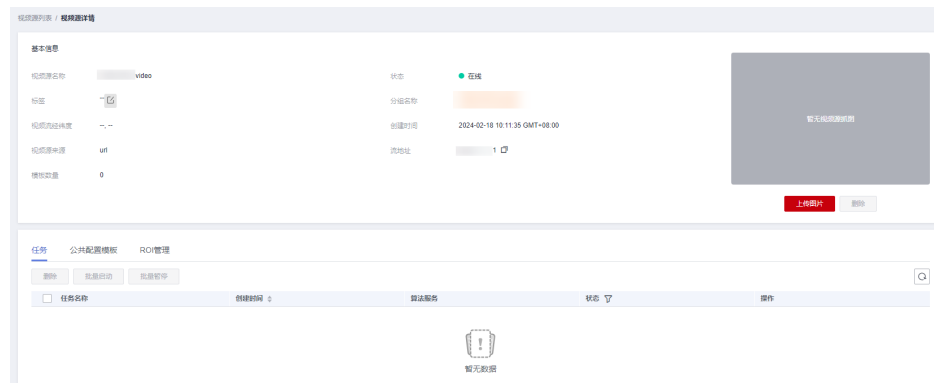 视频源列表 / 视频源详情
基本信息
视频源名称 video 状态 在线
标签 -- 分组名称
视频流经纬度 --, -- 创建时间 2024-02-18 10:11:35 GMT+08:00
视频源来源 url 流地址 1
模板数量 0
暂无视频源截图
上传图片 删除
任务 公共配置模板 ROI管理
删除 批量启动 批量暂停
任务名称 创建时间 算法服务 状态 操作
暂无数据